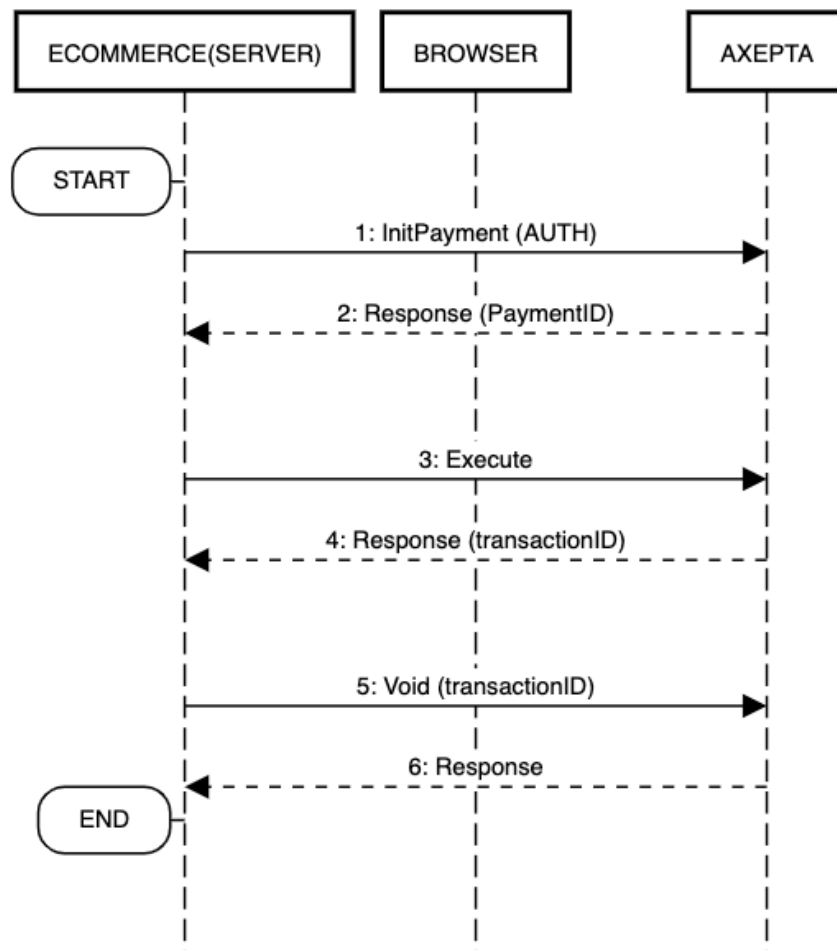 ECOMMERCE(SERVER)
BROWSER
AXEPTA
START
1: InitPayment (AUTH)
2: Response (PaymentID)
3: Execute
4: Response (transactionID)
5: Void (transactionID)
6: Response
END